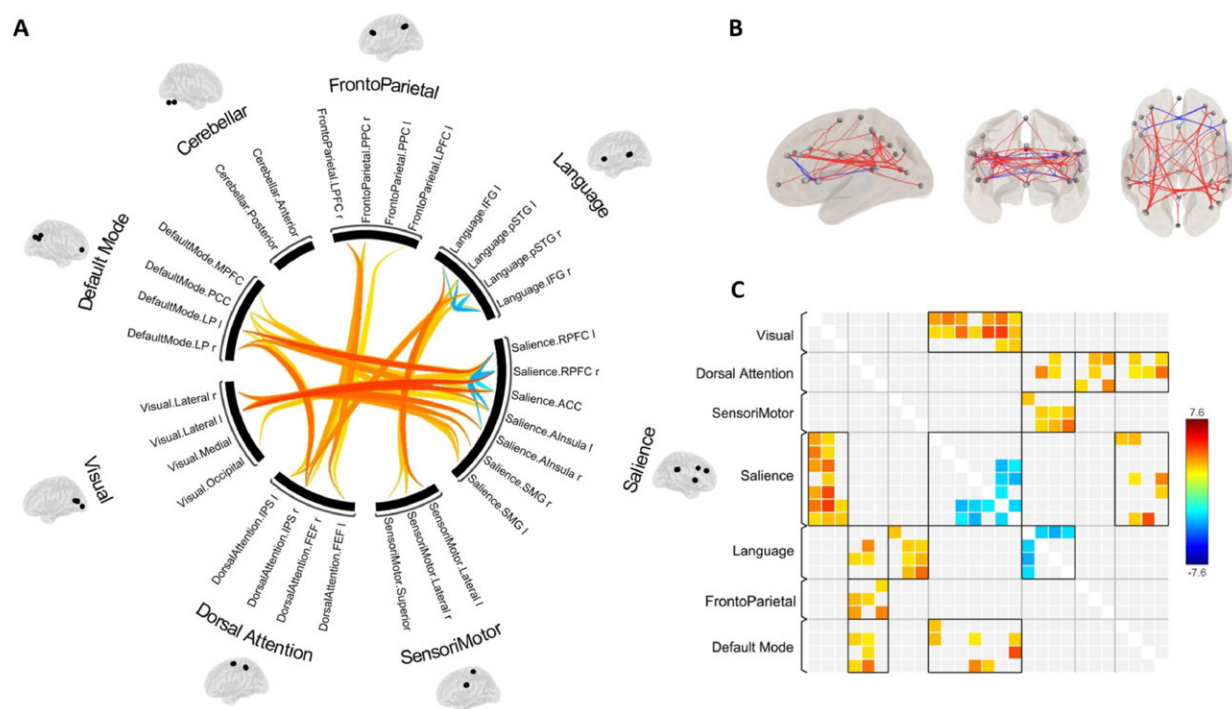 A
FrontoParietal
Cerebellar
Language
Default Mode
Visual
Dorsal Attention
SensoriMotor
Salience
FrontoParietal.LPFC r
FrontoParietal.PPC r
FrontoParietal.PPC l
FrontoParietal.LPFC l
Language.IFG l
Language.pSTG l
Language.pSTG r
Language.IFG r
Salience.RPFC l
Salience.RPFC r
Salience.ACC
Salience.AInsula l
Salience.AInsula r
Salience.SMG r
Salience.SMG l
SensoriMotor.Lateral l
SensoriMotor.Lateral r
SensoriMotor.Superior
DorsalAttention.FEF l
DorsalAttention.FEF r
DorsalAttention.IPS r
DorsalAttention.IPS l
Visual.Occipital
Visual.Medial
Visual.Lateral l
Visual.Lateral r
DefaultMode.LP r
DefaultMode.LP l
DefaultMode.PCC
DefaultMode.MPFC
Cerebellar.Posterior
Cerebellar.Anterior
B
C
Visual
Dorsal Attention
SensoriMotor
Salience
Language
FrontoParietal
Default Mode
7.6
-7.6